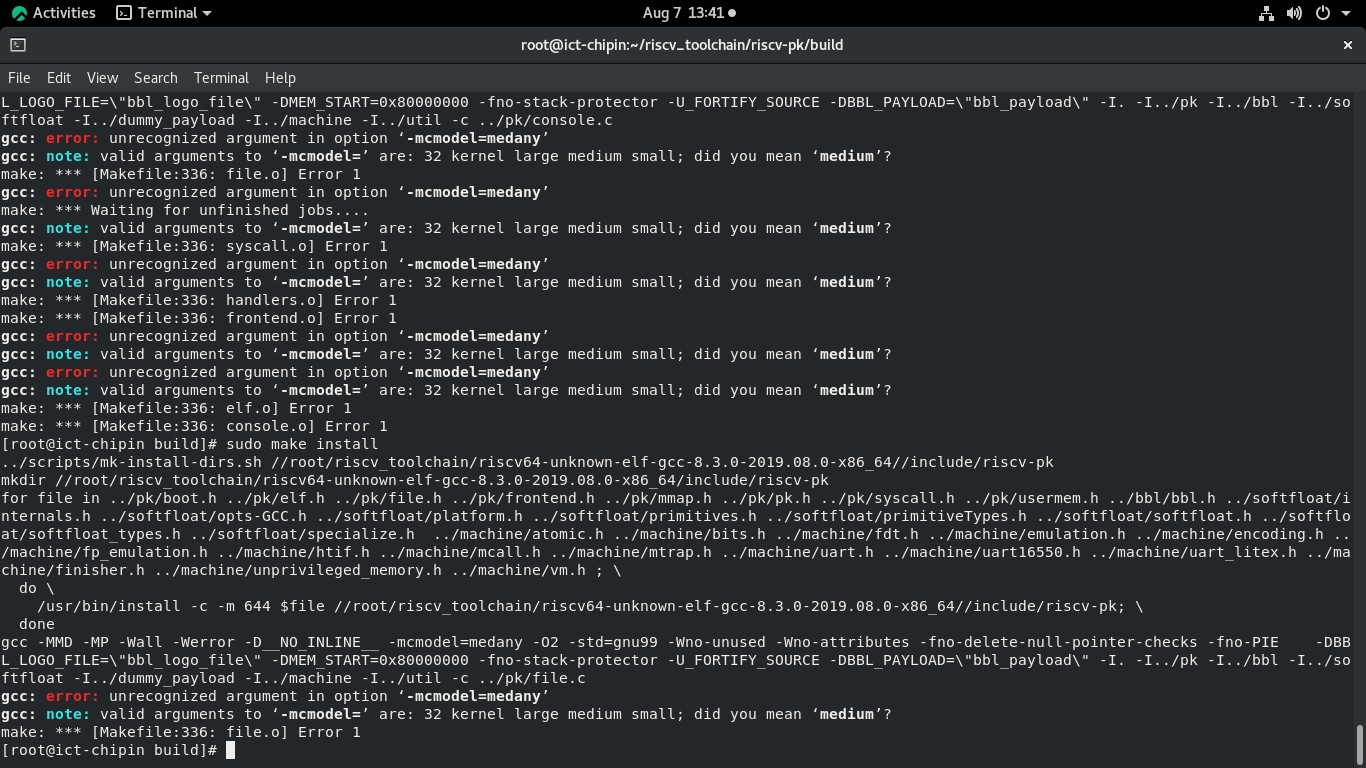 Activities Terminal Aug 7 13:41
root@ict-chipin:~/riscv_toolchain/riscv-pk/build
File Edit View Search Terminal Help
L_LOGO_FILE=\"bbl_logo_file\" -DMEM_START=0x80000000 -fno-stack-protector -U_FORTIFY_SOURCE -DBBL_PAYLOAD=\"bbl_payload\" -I. -I../pk -I../bbl -I../so
ftfloat -I../dummy_payload -I../machine -I../util -c ../pk/console.c
gcc: error: unrecognized argument in option ‘-mcmodel=medany’
gcc: note: valid arguments to ‘-mcmodel=’ are: 32 kernel large medium small; did you mean ‘medium’?
make: *** [Makefile:336: file.o] Error 1
gcc: error: unrecognized argument in option ‘-mcmodel=medany’
make: *** Waiting for unfinished jobs....
gcc: note: valid arguments to ‘-mcmodel=’ are: 32 kernel large medium small; did you mean ‘medium’?
make: *** [Makefile:336: syscall.o] Error 1
gcc: error: unrecognized argument in option ‘-mcmodel=medany’
gcc: note: valid arguments to ‘-mcmodel=’ are: 32 kernel large medium small; did you mean ‘medium’?
make: *** [Makefile:336: handlers.o] Error 1
make: *** [Makefile:336: frontend.o] Error 1
gcc: error: unrecognized argument in option ‘-mcmodel=medany’
gcc: note: valid arguments to ‘-mcmodel=’ are: 32 kernel large medium small; did you mean ‘medium’?
gcc: error: unrecognized argument in option ‘-mcmodel=medany’
gcc: note: valid arguments to ‘-mcmodel=’ are: 32 kernel large medium small; did you mean ‘medium’?
make: *** [Makefile:336: elf.o] Error 1
make: *** [Makefile:336: console.o] Error 1
[root@ict-chipin build]# sudo make install
../scripts/mk-install-dirs.sh //root/riscv_toolchain/riscv64-unknown-elf-gcc-8.3.0-2019.08.0-x86_64//include/riscv-pk
mkdir //root/riscv_toolchain/riscv64-unknown-elf-gcc-8.3.0-2019.08.0-x86_64/include/riscv-pk
for file in ../pk/boot.h ../pk/elf.h ../pk/file.h ../pk/frontend.h ../pk/mmap.h ../pk/pk.h ../pk/syscall.h ../pk/usermem.h ../bbl/bbl.h ../softfloat/i
nternals.h ../softfloat/opts-GCC.h ../softfloat/platform.h ../softfloat/primitives.h ../softfloat/primitiveTypes.h ../softfloat/softfloat.h ../softflo
at/softfloat_types.h ../softfloat/specialize.h  ../machine/atomic.h ../machine/bits.h ../machine/fdt.h ../machine/emulation.h ../machine/encoding.h ..
/machine/fp_emulation.h ../machine/htif.h ../machine/mcall.h ../machine/mtrap.h ../machine/uart.h ../machine/uart16550.h ../machine/uart_litex.h ../ma
chine/finisher.h ../machine/unprivileged_memory.h ../machine/vm.h ; \
do \
/usr/bin/install -c -m 644 $file //root/riscv_toolchain/riscv64-unknown-elf-gcc-8.3.0-2019.08.0-x86_64//include/riscv-pk; \
done
gcc -MMD -MP -Wall -Werror -D__NO_INLINE__ -mcmodel=medany -O2 -std=gnu99 -Wno-unused -Wno-attributes -fno-delete-null-pointer-checks -fno-PIE    -DBB
L_LOGO_FILE=\"bbl_logo_file\" -DMEM_START=0x80000000 -fno-stack-protector -U_FORTIFY_SOURCE -DBBL_PAYLOAD=\"bbl_payload\" -I. -I../pk -I../bbl -I../so
ftfloat -I../dummy_payload -I../machine -I../util -c ../pk/file.c
gcc: error: unrecognized argument in option ‘-mcmodel=medany’
gcc: note: valid arguments to ‘-mcmodel=’ are: 32 kernel large medium small; did you mean ‘medium’?
make: *** [Makefile:336: file.o] Error 1
[root@ict-chipin build]#